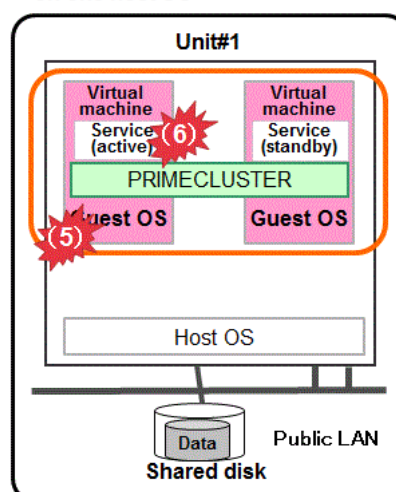 Unit#1
Virtual
machine
Service
(active)
(6)
Virtual
machine
Service
(standby)
PRIMECLUSTER
Guest OS
(5)
Guest OS
Host OS
Data
Shared disk
Public LAN